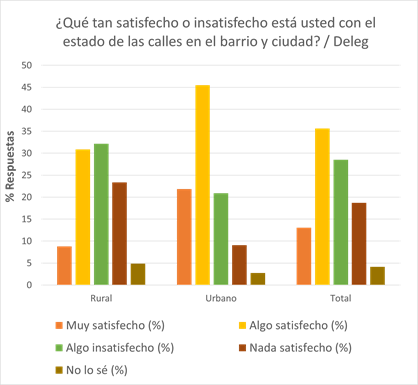 ¿Qué tan satisfecho o insatisfecho está usted con el
estado de las calles en el barrio y ciudad? / Deleg
% Respuestas
50
45
40
35
30
25
20
15
10
5
0
Rural
Urbano
Total
Muy satisfecho (%)
Algo satisfecho (%)
Algo insatisfecho (%)
Nada satisfecho (%)
No lo sé (%)